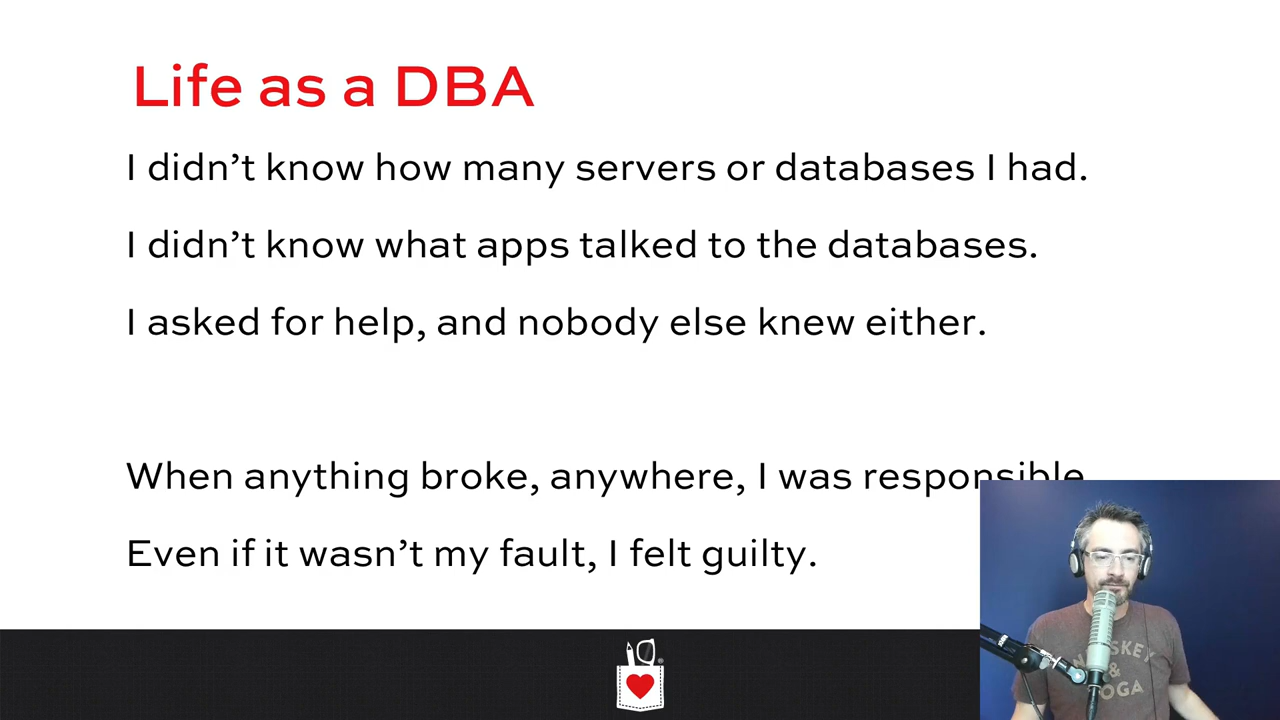 Life as a DBA
I didn’t know how many servers or databases I had.
I didn’t know what apps talked to the databases.
I asked for help, and nobody else knew either.
When anything broke, anywhere, I was responsible
Even if it wasn’t my fault, I felt guilty.
&